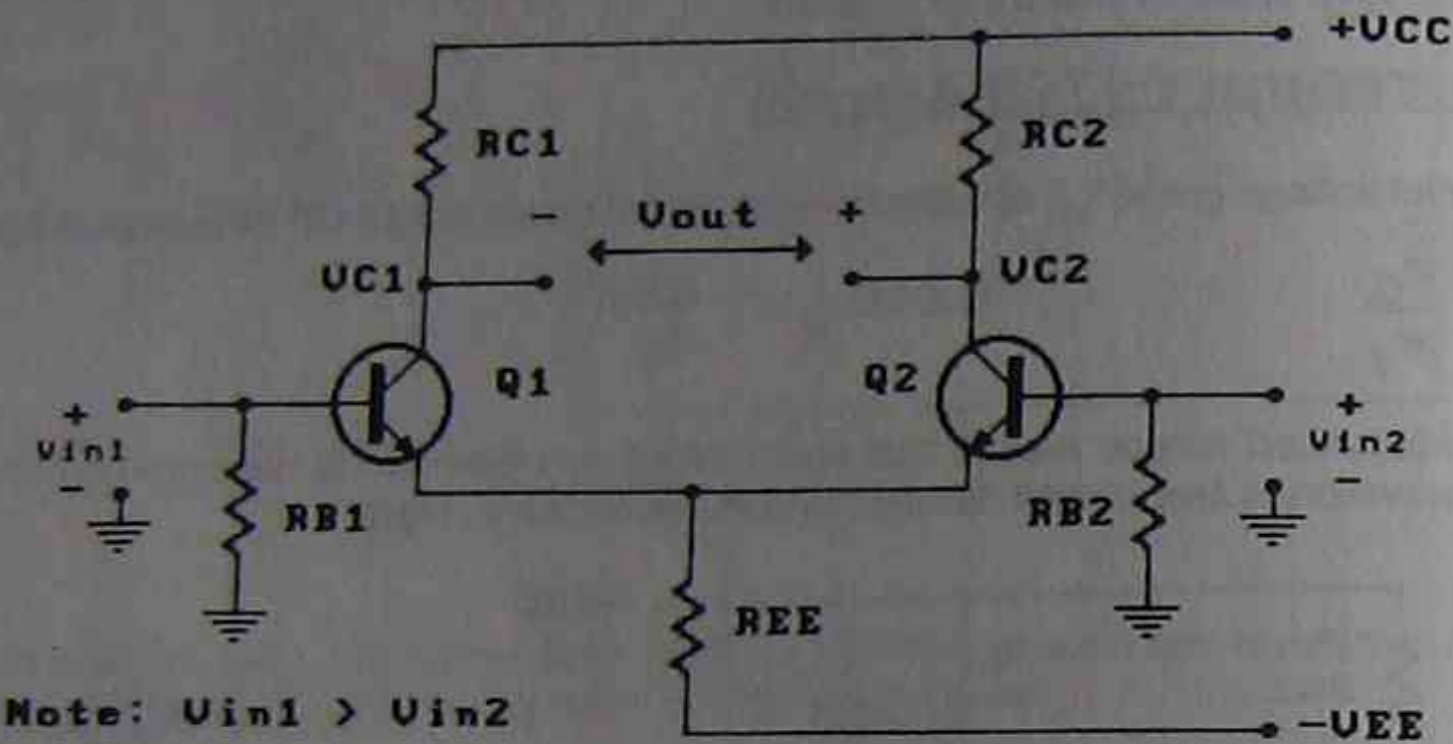 +VCC
RC1
RC2
- Vout +
VC1
VC2
Q1
Q2
+
Vin1
-
+
Vin2
-
RB1
RB2
REE
Note: Vin1 > Vin2
-VEE